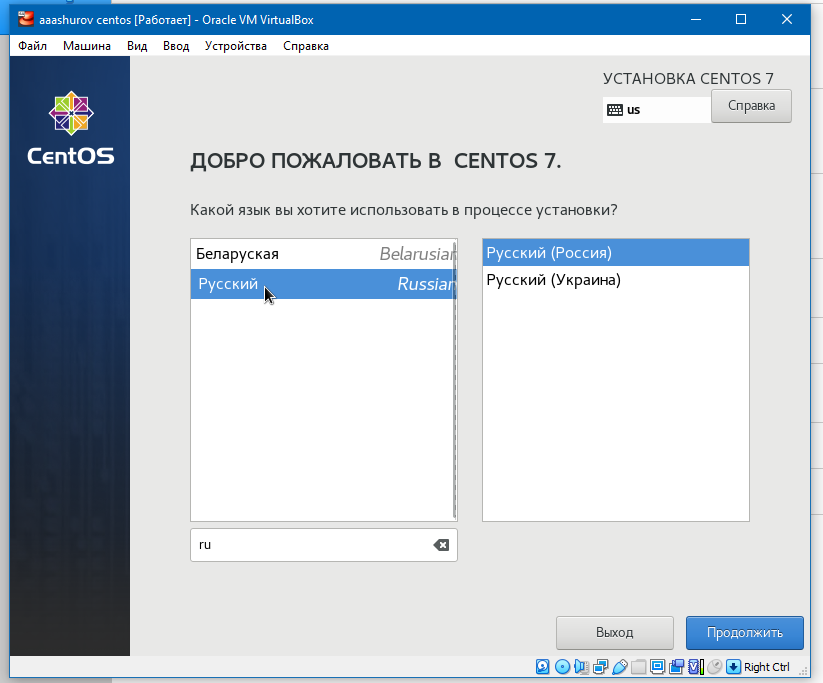 aaashurov centos [Работает] - Oracle VM VirtualBox
Файл Машина Вид Ввод Устройства Справка
CentOS
УСТАНОВКА CENTOS 7
us
Справка
ДОБРО ПОЖАЛОВАТЬ В CENTOS 7.
Какой язык вы хотите использовать в процессе установки?
Беларуская Belarusian
Русский Russian
Русский (Россия)
Русский (Украина)
ru
Выход
Продолжить
Right Ctrl